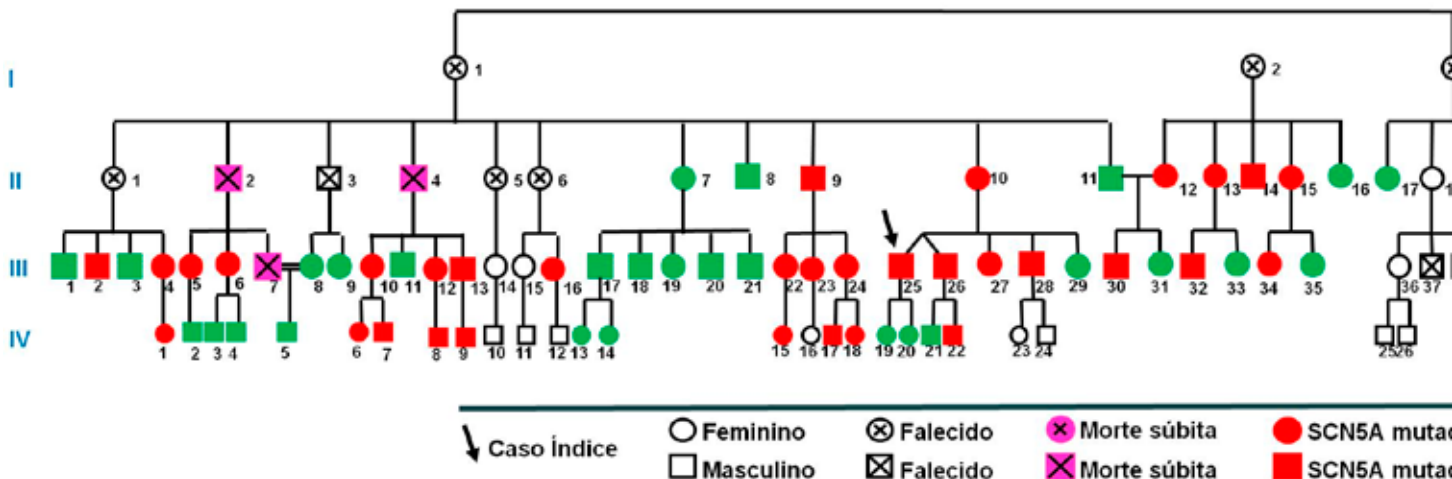 I 1 2
II 1 2 3 4 5 6 7 8 9 10 11 12 13 14 15 16 17
III 1 2 3 4 5 6 7 8 9 10 11 12 13 14 15 16 17 18 19 20 21 22 23 24 25 26 27 28 29 30 31 32 33 34 35 36 37
IV 1 2 3 4 5 6 7 8 9 10 11 12 13 14 15 16 17 18 19 20 21 22 23 24 25 26
Caso Índice
Feminino Falecido Morte súbita SCN5A mutaç
Masculino Falecido Morte súbita SCN5A mutaç